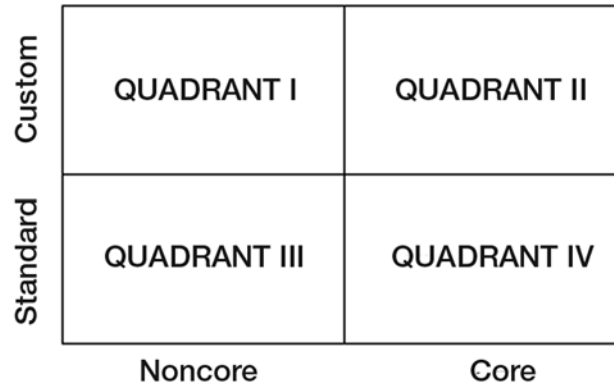 Custom
QUADRANT I
QUADRANT II
Standard
QUADRANT III
QUADRANT IV
Noncore
Core